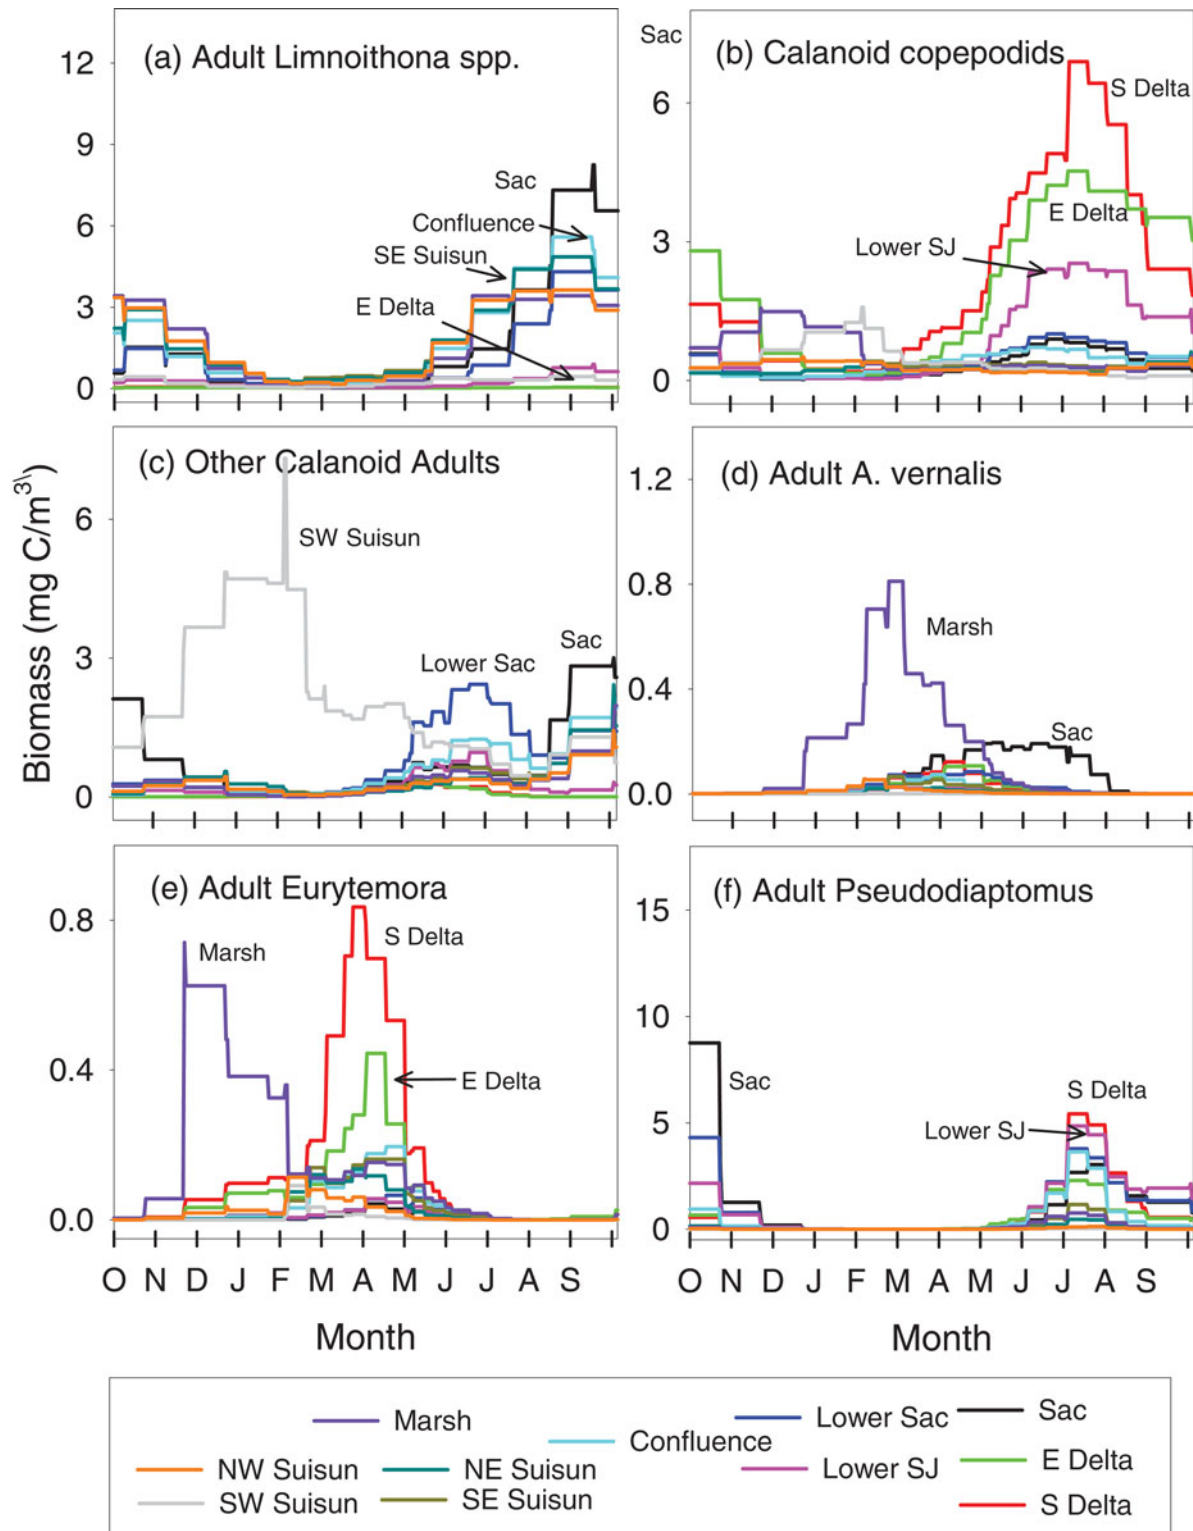 (a) Adult Limnoithona spp.
12
9
6
3
0
Sac
Confluence
SE Suisun
E Delta
Sac
(b) Calanoid copepodids
6
3
0
S Delta
E Delta
Lower SJ
(c) Other Calanoid Adults
6
3
0
SW Suisun
Lower Sac
Sac
(d) Adult A. vernalis
1.2
0.8
0.4
0.0
Marsh
Sac
Biomass (mg C/m³\)
(e) Adult Eurytemora
0.8
0.4
0.0
Marsh
S Delta
E Delta
(f) Adult Pseudodiaptomus
15
10
5
0
Sac
S Delta
Lower SJ
O N D J F M A M J J A S
O N D J F M A M J J A S
Month
Month
Marsh
Lower Sac
Sac
Confluence
NW Suisun
NE Suisun
Lower SJ
E Delta
SW Suisun
SE Suisun
S Delta